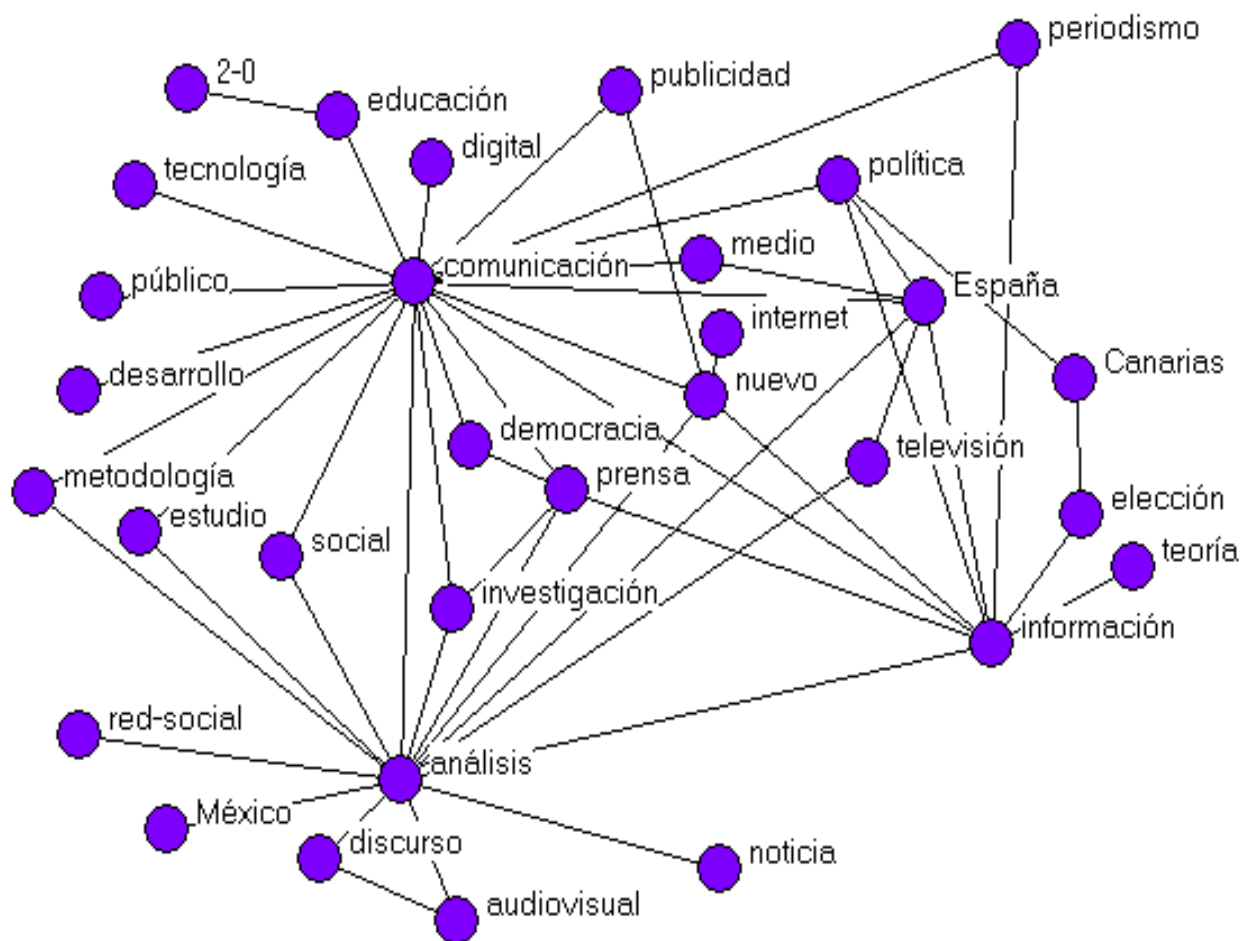 periodismo
2-0
publicidad
educación
digital
tecnología
política
medio
comunicación
público
España
internet
Canarias
desarrollo
nuevo
democracia
televisión
prensa
metodología
elección
estudio
social
teoría
investigación
información
red-social
análisis
México
discurso
noticia
audiovisual